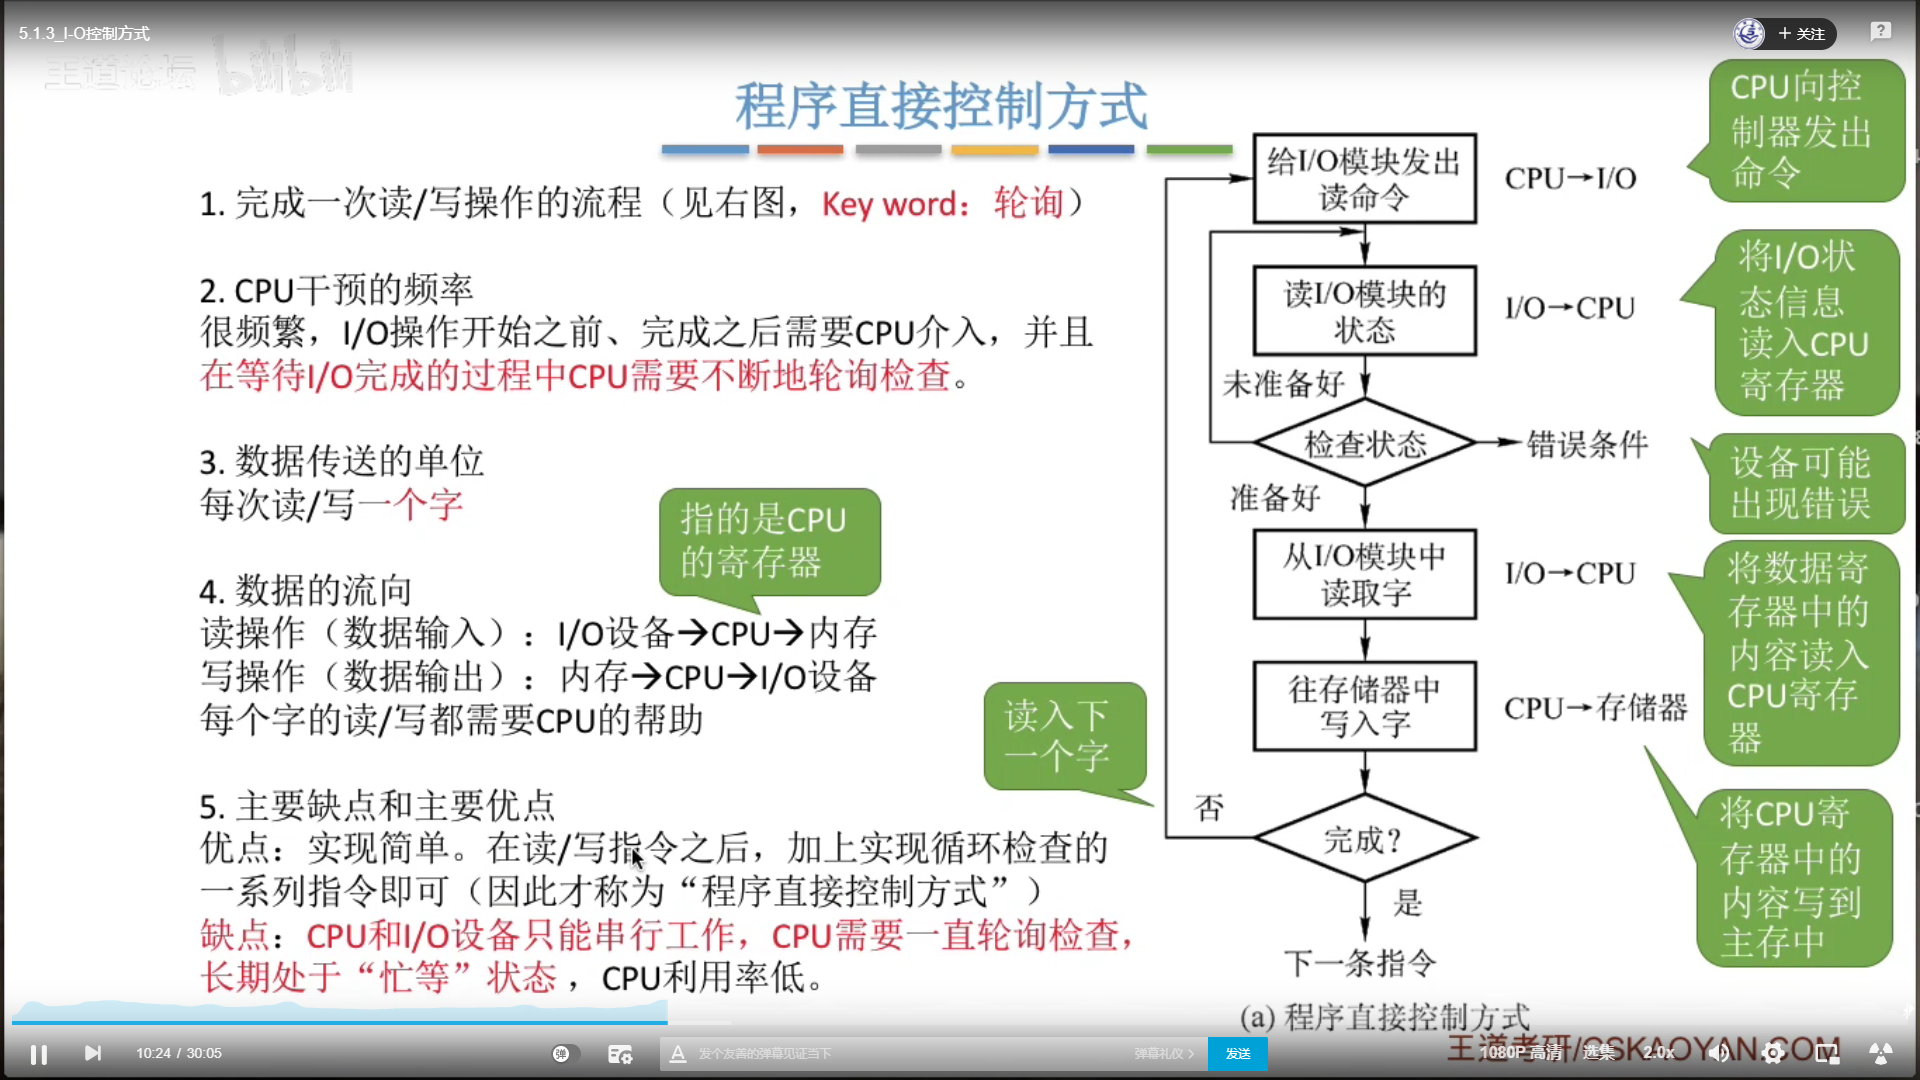 5.1.3_I-O控制方式
关注
王道论坛 bilibili
程序直接控制方式
1. 完成一次读/写操作的流程（见右图，Key word：轮询）
2. CPU干预的频率
很频繁，I/O操作开始之前、完成之后需要CPU介入，并且
在等待I/O完成的过程中CPU需要不断地轮询检查。
3. 数据传送的单位
每次读/写一个字
指的是CPU
的寄存器
4. 数据的流向
读操作（数据输入）：I/O设备→CPU→内存
写操作（数据输出）：内存→CPU→I/O设备
每个字的读/写都需要CPU的帮助
5. 主要缺点和主要优点
优点：实现简单。在读/写指令之后，加上实现循环检查的
一系列指令即可（因此才称为“程序直接控制方式”）
缺点：CPU和I/O设备只能串行工作，CPU需要一直轮询检查，
长期处于“忙等”状态，CPU利用率低。
给I/O模块发出
读命令
CPU→I/O
CPU向控
制器发出
命令
读I/O模块的
状态
I/O→CPU
将I/O状
态信息
读入CPU
寄存器
未准备好
检查状态
错误条件
设备可能
出现错误
准备好
从I/O模块中
读取字
I/O→CPU
将数据寄
存器中的
内容读入
CPU寄存
器
往存储器中
写入字
CPU→存储器
将CPU寄
存器中的
内容写到
主存中
读入下
一个字
否
完成？
是
下一条指令
(a) 程序直接控制方式
王道考研/CSKAOYAN.COM
10:24 / 30:05
弹
A 发个友善的弹幕见证当下
弹幕礼仪
发送
1080P 高清
选集
2.0x